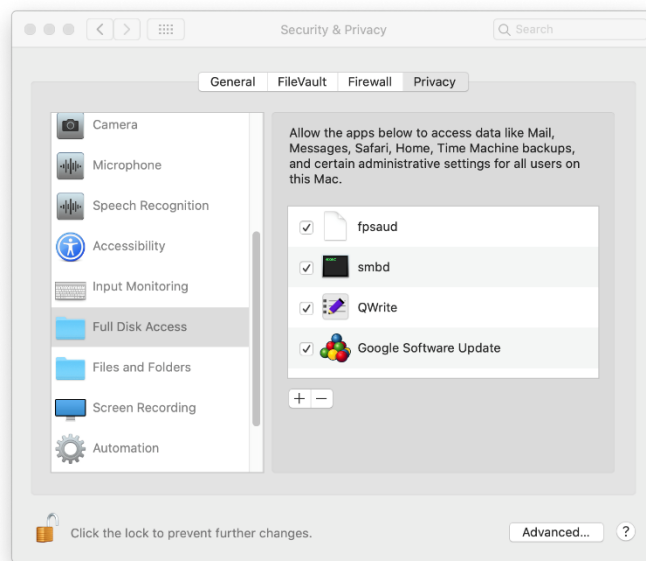 Security & Privacy
Search
General FileVault Firewall Privacy
Camera
Microphone
Speech Recognition
Accessibility
Input Monitoring
Full Disk Access
Files and Folders
Screen Recording
Automation
Allow the apps below to access data like Mail,
Messages, Safari, Home, Time Machine backups,
and certain administrative settings for all users on
this Mac.
fpsaud
smbd
QWrite
Google Software Update
Click the lock to prevent further changes.
Advanced...
?